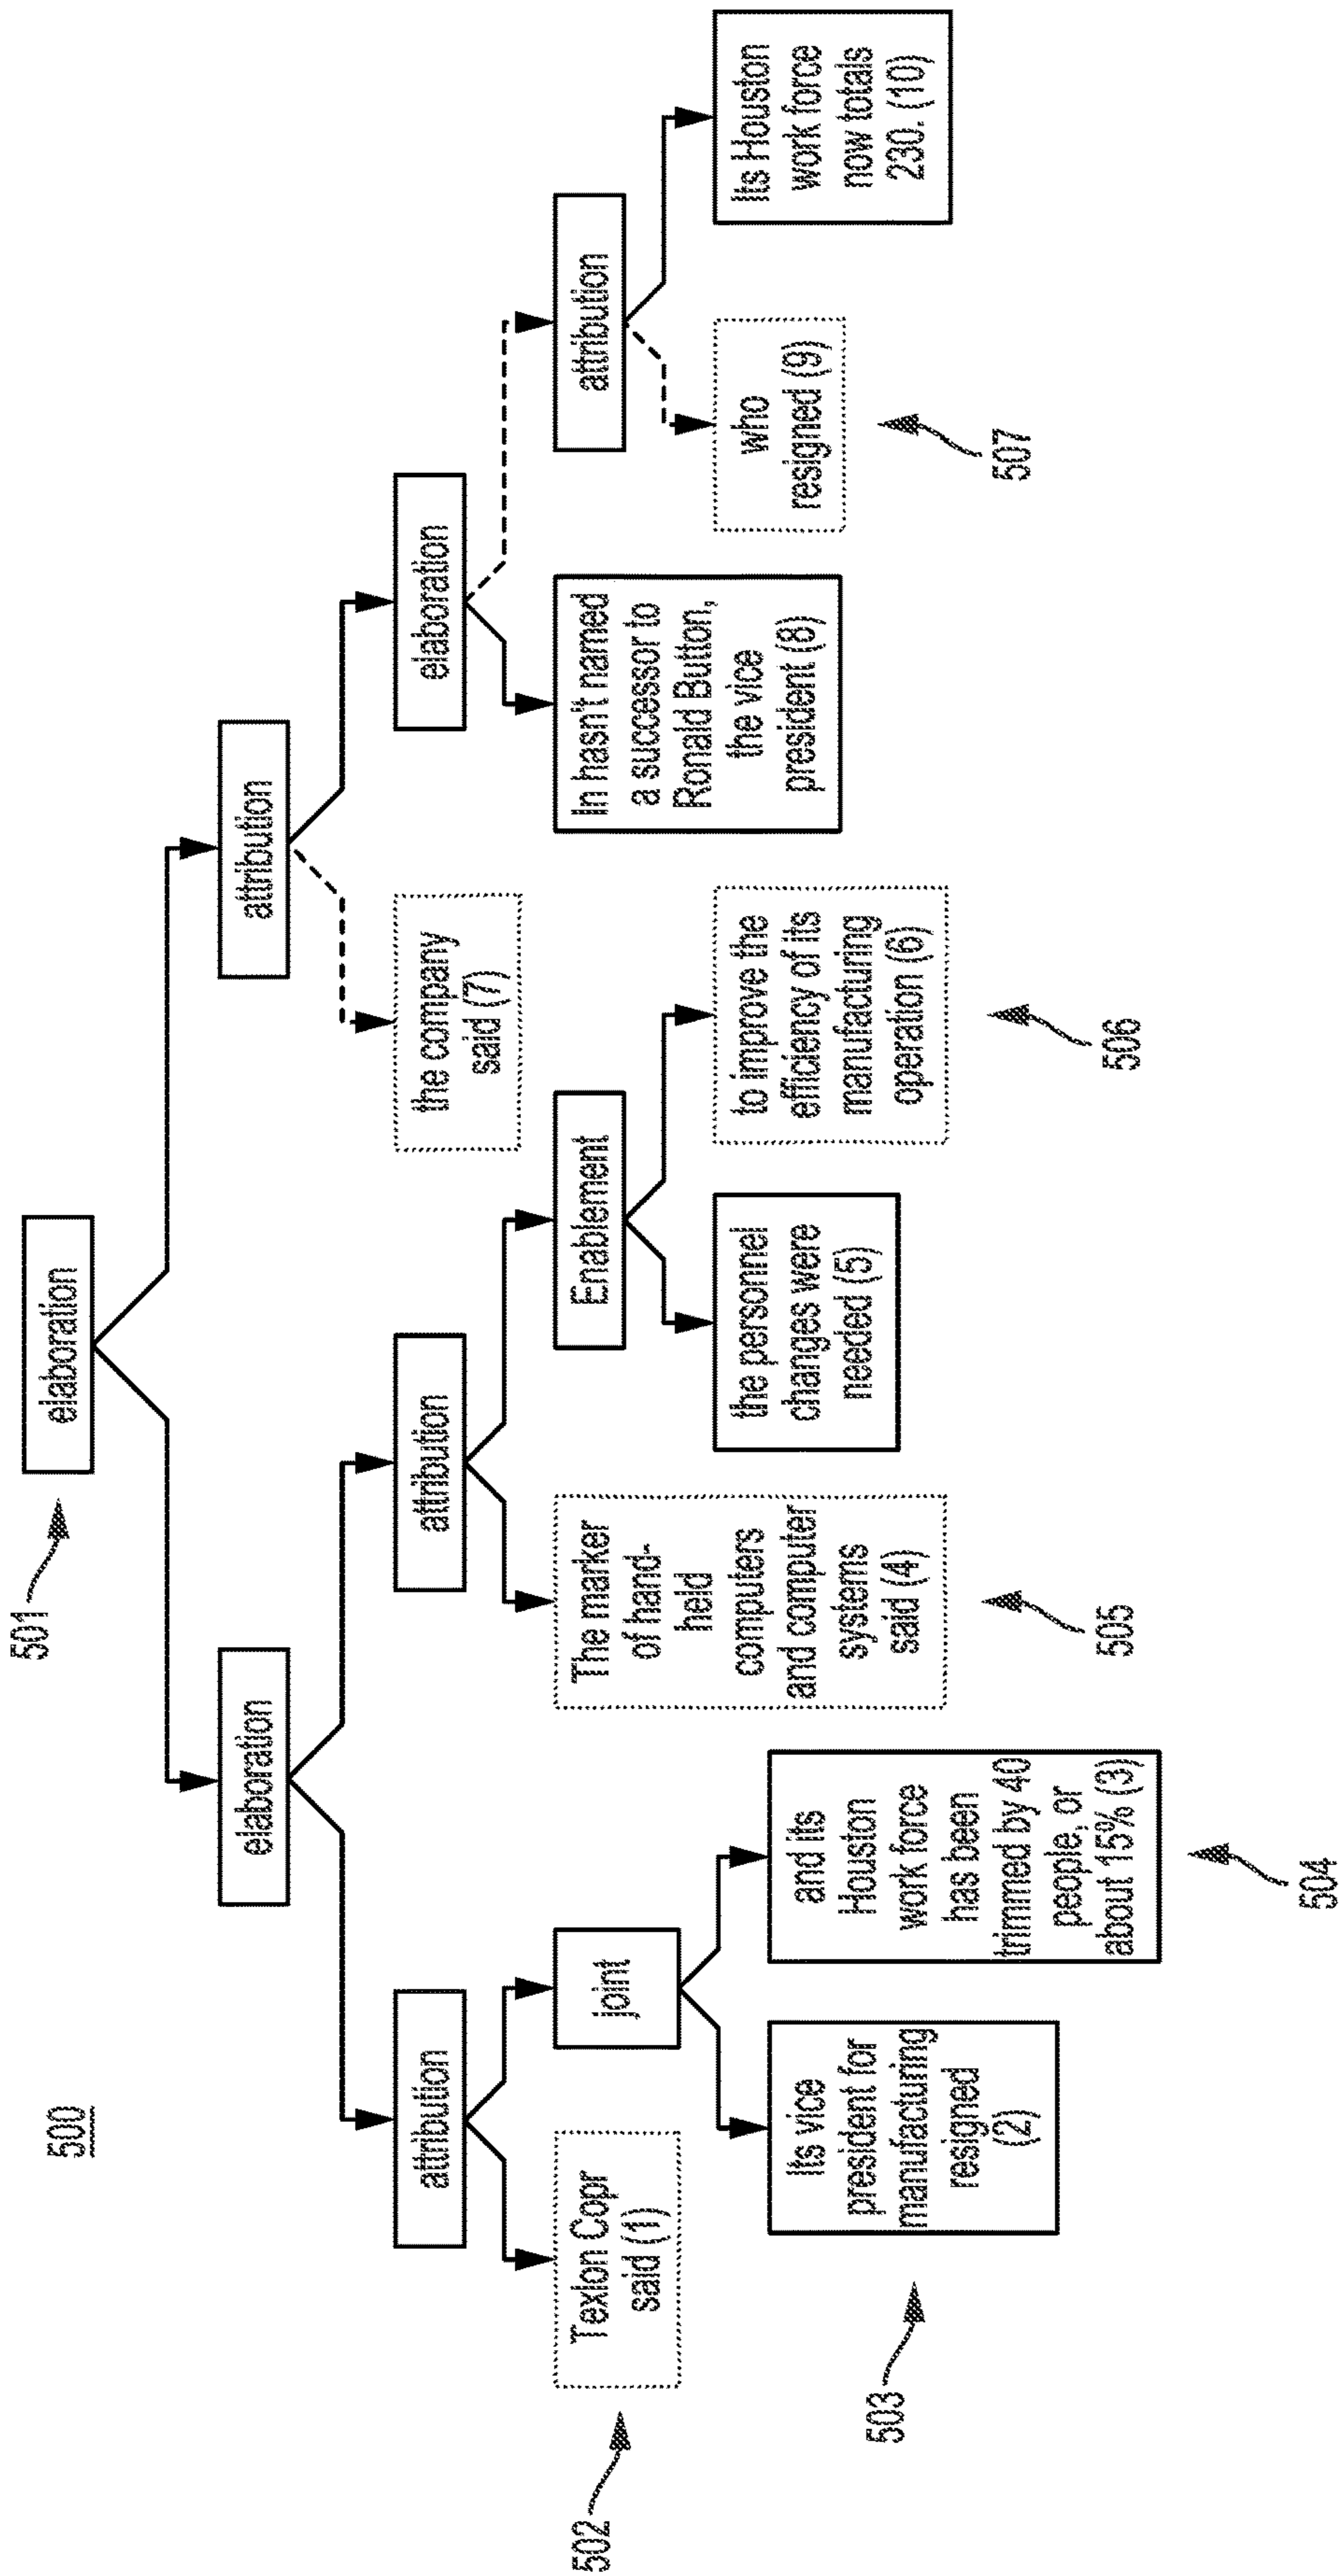 500
501
elaboration
elaboration
attribution
attribution
attribution
the company
said (7)
elaboration
502
Texlon Copr
said (1)
joint
The marker
of hand-
held
computers
and computer
systems
said (4)
505
Enablement
In hasn't named
a successor to
Ronald Button,
the vice
president (8)
attribution
503
Its vice
president for
manufacturing
resigned
(2)
and its
Houston
work force
has been
trimmed by 40
people, or
about 15% (3)
504
the personnel
changes were
needed (5)
to improve the
efficiency of its
manufacturing
operation (6)
506
who
resigned (9)
507
Its Houston
work force
now totals
230. (10)